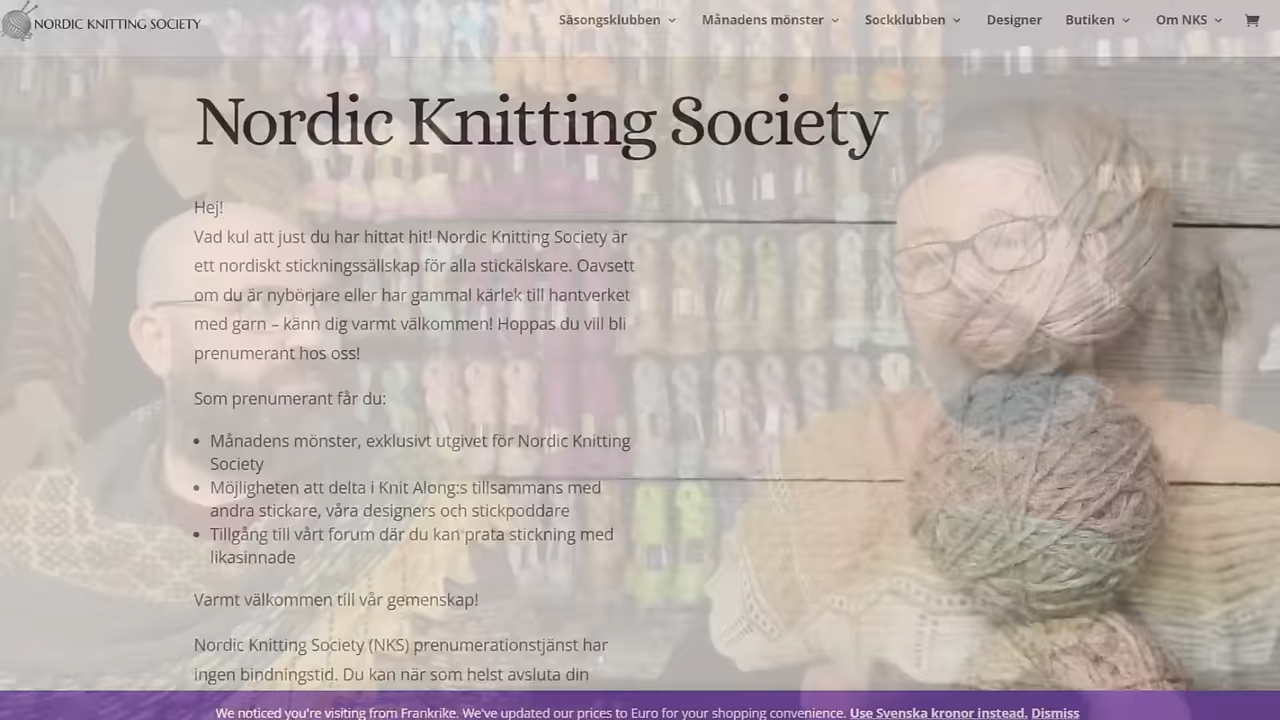 NORDIC KNITTING SOCIETY
Säsongsklubben
Månadens mönster
Sockklubben
Designer
Butiken
Om NKS
Nordic Knitting Society
Hej!
Vad kul att just du har hittat hit! Nordic Knitting Society är
ett nordiskt stickningssällskap för alla stickälskare. Oavsett
om du är nybörjare eller har gammal kärlek till hantverket
med garn – känn dig varmt välkommen! Hoppas du vill bli
prenumerant hos oss!
Som prenumerant får du:
• Månadens mönster, exklusivt utgivet för Nordic Knitting
Society
• Möjligheten att delta i Knit Along:s tillsammans med
andra stickare, våra designers och stickpoddare
• Tillgång till vårt forum där du kan prata stickning med
likasinnade
Varmt välkommen till vår gemenskap!
Nordic Knitting Society (NKS) prenumerationstjänst har
ingen bindningstid. Du kan när som helst avsluta din
We noticed you're visiting from Frankrike. We've updated our prices to Euro for your shopping convenience. Use Svenska kronor instead. Dismiss